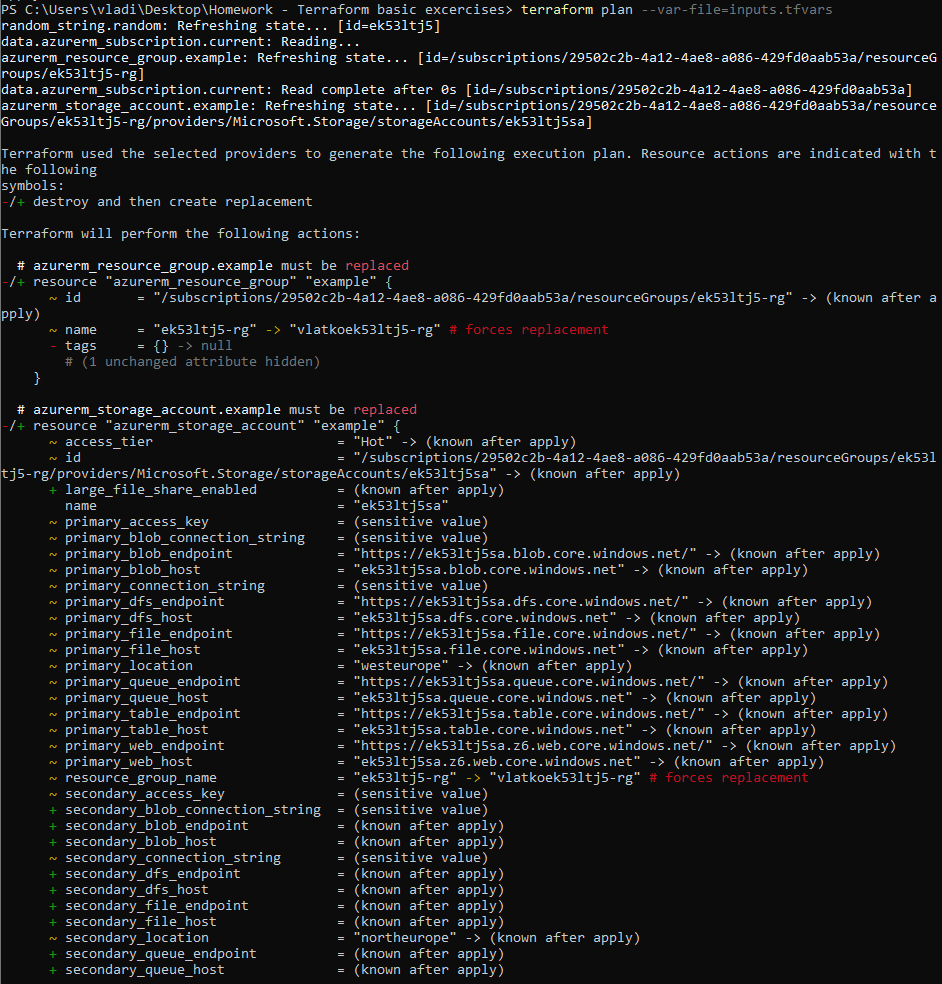 PS C:\Users\vladi\Desktop\Homework - Terraform basic excercises> terraform plan --var-file=inputs.tfvars
random_string.random: Refreshing state... [id=ek53ltj5]
data.azurerm_subscription.current: Reading...
azurerm_resource_group.example: Refreshing state... [id=/subscriptions/29502c2b-4a12-4ae8-a086-429fd0aab53a/resourceG
roups/ek53ltj5-rg]
data.azurerm_subscription.current: Read complete after 0s [id=/subscriptions/29502c2b-4a12-4ae8-a086-429fd0aab53a]
azurerm_storage_account.example: Refreshing state... [id=/subscriptions/29502c2b-4a12-4ae8-a086-429fd0aab53a/resource
Groups/ek53ltj5-rg/providers/Microsoft.Storage/storageAccounts/ek53ltj5sa]

Terraform used the selected providers to generate the following execution plan. Resource actions are indicated with t
he following
symbols:
-/+ destroy and then create replacement

Terraform will perform the following actions:

  # azurerm_resource_group.example must be replaced
-/+ resource "azurerm_resource_group" "example" {
      ~ id       = "/subscriptions/29502c2b-4a12-4ae8-a086-429fd0aab53a/resourceGroups/ek53ltj5-rg" -> (known after a
pply)
      ~ name     = "ek53ltj5-rg" -> "vlatkoek53ltj5-rg" # forces replacement
      - tags     = {} -> null
        # (1 unchanged attribute hidden)
    }

  # azurerm_storage_account.example must be replaced
-/+ resource "azurerm_storage_account" "example" {
      ~ access_tier                       = "Hot" -> (known after apply)
      ~ id                                = "/subscriptions/29502c2b-4a12-4ae8-a086-429fd0aab53a/resourceGroups/ek53l
tj5-rg/providers/Microsoft.Storage/storageAccounts/ek53ltj5sa" -> (known after apply)
      + large_file_share_enabled          = (known after apply)
        name                              = "ek53ltj5sa"
      ~ primary_access_key                = (sensitive value)
      ~ primary_blob_connection_string    = (sensitive value)
      ~ primary_blob_endpoint             = "https://ek53ltj5sa.blob.core.windows.net/" -> (known after apply)
      ~ primary_blob_host                 = "ek53ltj5sa.blob.core.windows.net" -> (known after apply)
      ~ primary_connection_string         = (sensitive value)
      ~ primary_dfs_endpoint              = "https://ek53ltj5sa.dfs.core.windows.net/" -> (known after apply)
      ~ primary_dfs_host                  = "ek53ltj5sa.dfs.core.windows.net" -> (known after apply)
      ~ primary_file_endpoint             = "https://ek53ltj5sa.file.core.windows.net/" -> (known after apply)
      ~ primary_file_host                 = "ek53ltj5sa.file.core.windows.net" -> (known after apply)
      ~ primary_location                  = "westeurope" -> (known after apply)
      ~ primary_queue_endpoint            = "https://ek53ltj5sa.queue.core.windows.net/" -> (known after apply)
      ~ primary_queue_host                = "ek53ltj5sa.queue.core.windows.net" -> (known after apply)
      ~ primary_table_endpoint            = "https://ek53ltj5sa.table.core.windows.net/" -> (known after apply)
      ~ primary_table_host                = "ek53ltj5sa.table.core.windows.net" -> (known after apply)
      ~ primary_web_endpoint              = "https://ek53ltj5sa.z6.web.core.windows.net/" -> (known after apply)
      ~ primary_web_host                  = "ek53ltj5sa.z6.web.core.windows.net" -> (known after apply)
      ~ resource_group_name               = "ek53ltj5-rg" -> "vlatkoek53ltj5-rg" # forces replacement
      ~ secondary_access_key              = (sensitive value)
      + secondary_blob_connection_string  = (sensitive value)
      + secondary_blob_endpoint           = (known after apply)
      + secondary_blob_host               = (known after apply)
      ~ secondary_connection_string       = (sensitive value)
      + secondary_dfs_endpoint            = (known after apply)
      + secondary_dfs_host                = (known after apply)
      + secondary_file_endpoint           = (known after apply)
      + secondary_file_host               = (known after apply)
      ~ secondary_location                = "northeurope" -> (known after apply)
      + secondary_queue_endpoint          = (known after apply)
      + secondary_queue_host              = (known after apply)